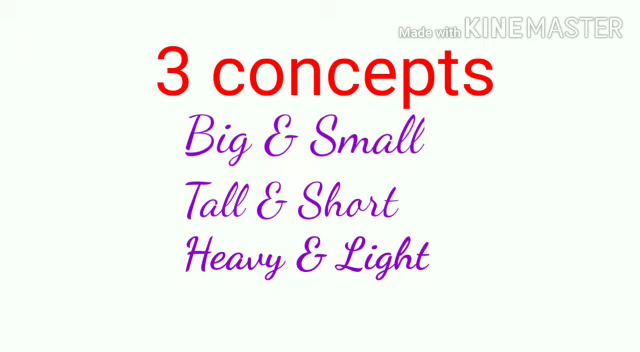 Made with KINEMASTER
3 concepts
Big & Small
Tall & Short
Heavy & Light